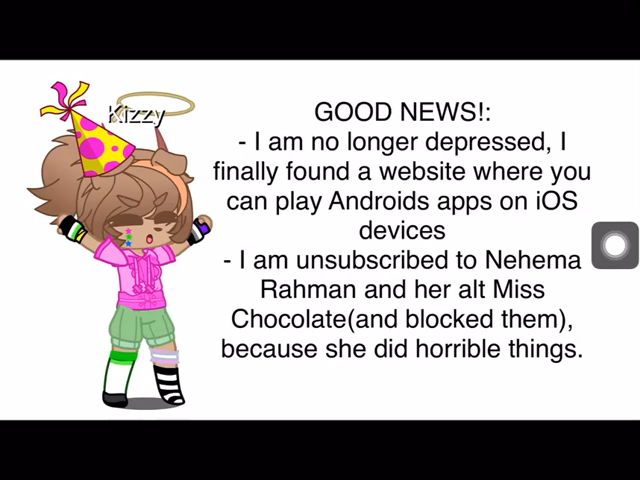 Kizzy
GOOD NEWS!:
- I am no longer depressed, I
finally found a website where you
can play Androids apps on iOS
devices
- I am unsubscribed to Nehema
Rahman and her alt Miss
Chocolate(and blocked them),
because she did horrible things.